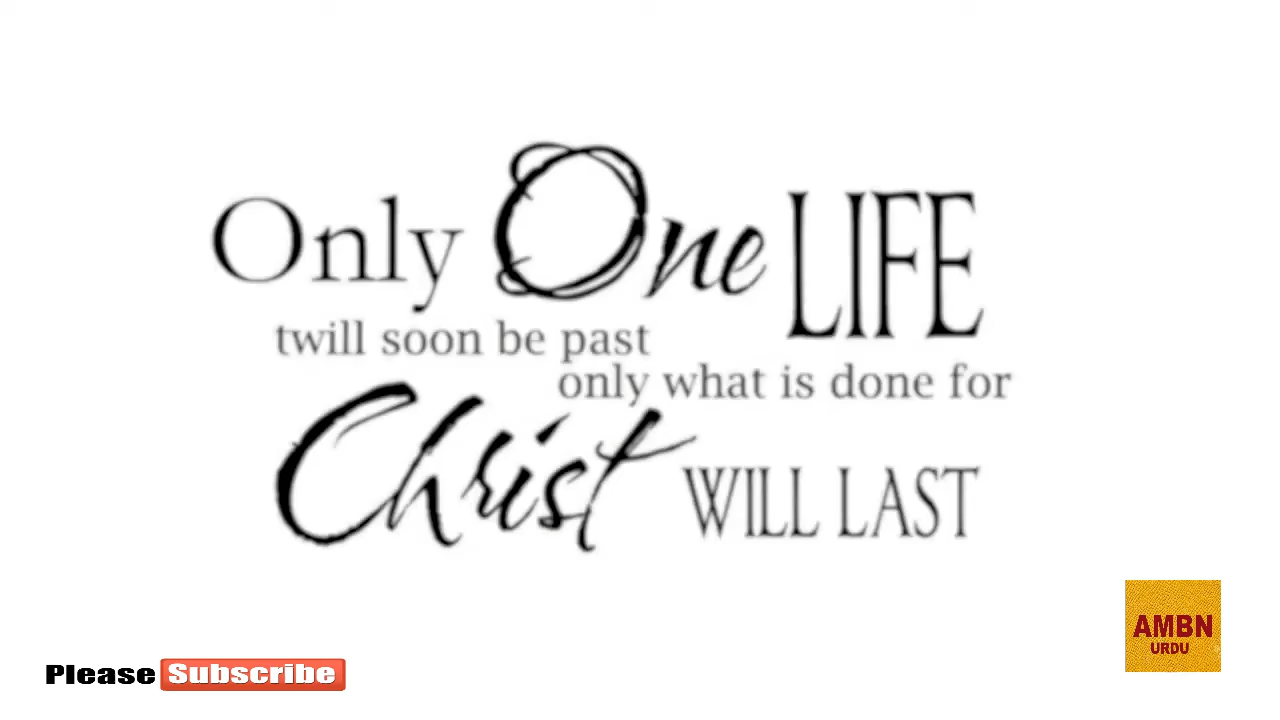 Only One LIFE
twill soon be past
only what is done for
Christ WILL LAST
AMBN
URDU
Please Subscribe